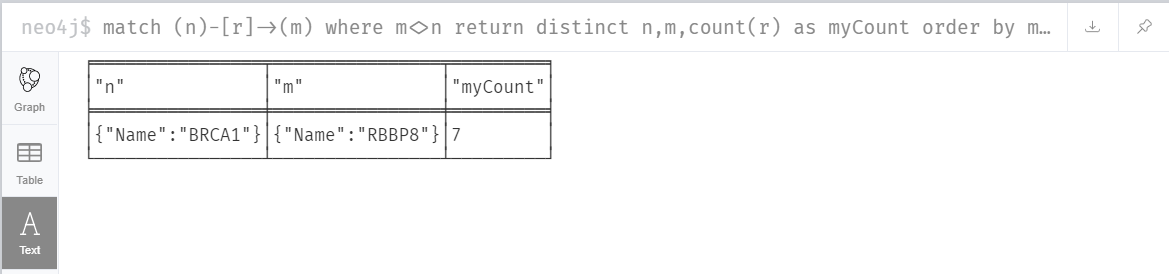 neo4j$ match (n)-[r]->(m) where m<>n return distinct n,m,count(r) as myCount order by m…
Graph
"n" "m" "myCount"
{"Name":"BRCA1"} {"Name":"RBBP8"} 7
Table
A
Text